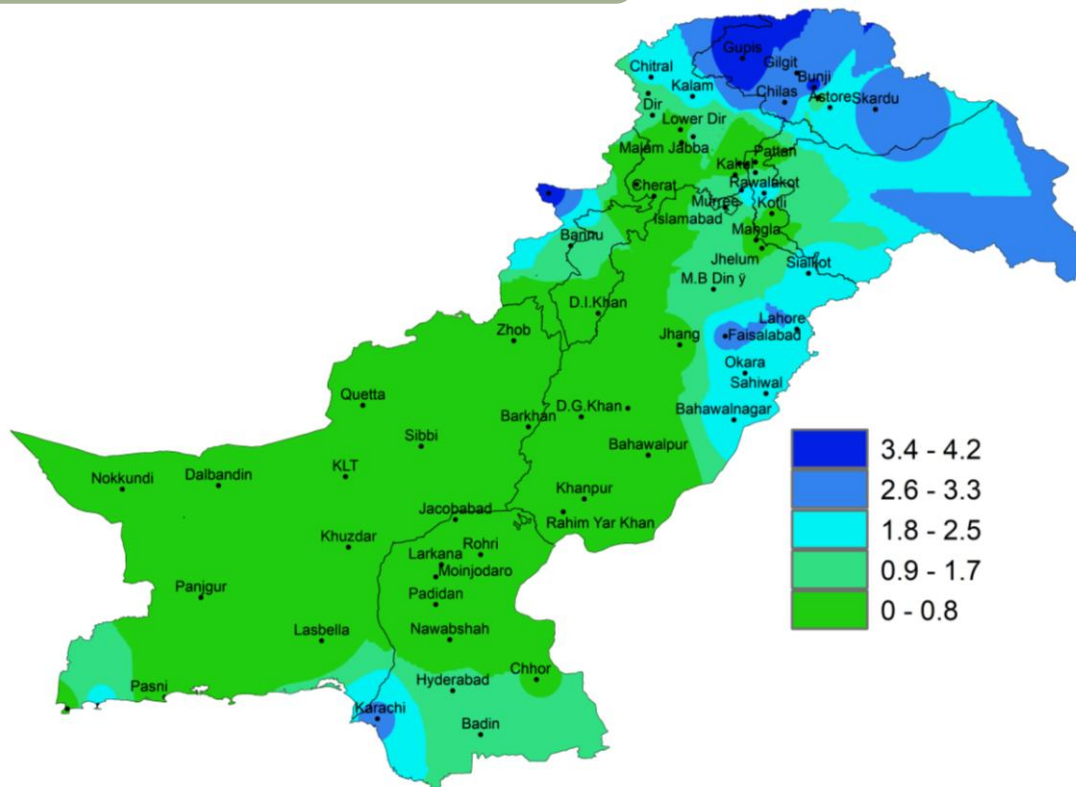 Gupis
Gilgit
Chitral
Bunji
Kalam
Chilas
Astore
Skardu
Dir
Lower Dir
Malam Jabba
Pattan
Cherat
Rawalakot
Murree
Kotli
Islamabad
Mangla
Bannu
Jhelum
Sialkot
M.B Din ÿ
D.I.Khan
Lahore
Zhob
Jhang
Faisalabad
Okara
Sahiwal
Quetta
D.G.Khan
Bahawalnagar
Barkhan
Sibbi
Bahawalpur
3.4 - 4.2
Nokkundi
Dalbandin
KLT
2.6 - 3.3
Khanpur
Jacobabad
Rahim Yar Khan
1.8 - 2.5
Khuzdar
Rohri
Larkana
Moinjodaro
0.9 - 1.7
Panjgur
Padidan
0 - 0.8
Lasbella
Nawabshah
Chhor
Pasni
Hyderabad
Karachi
Badin